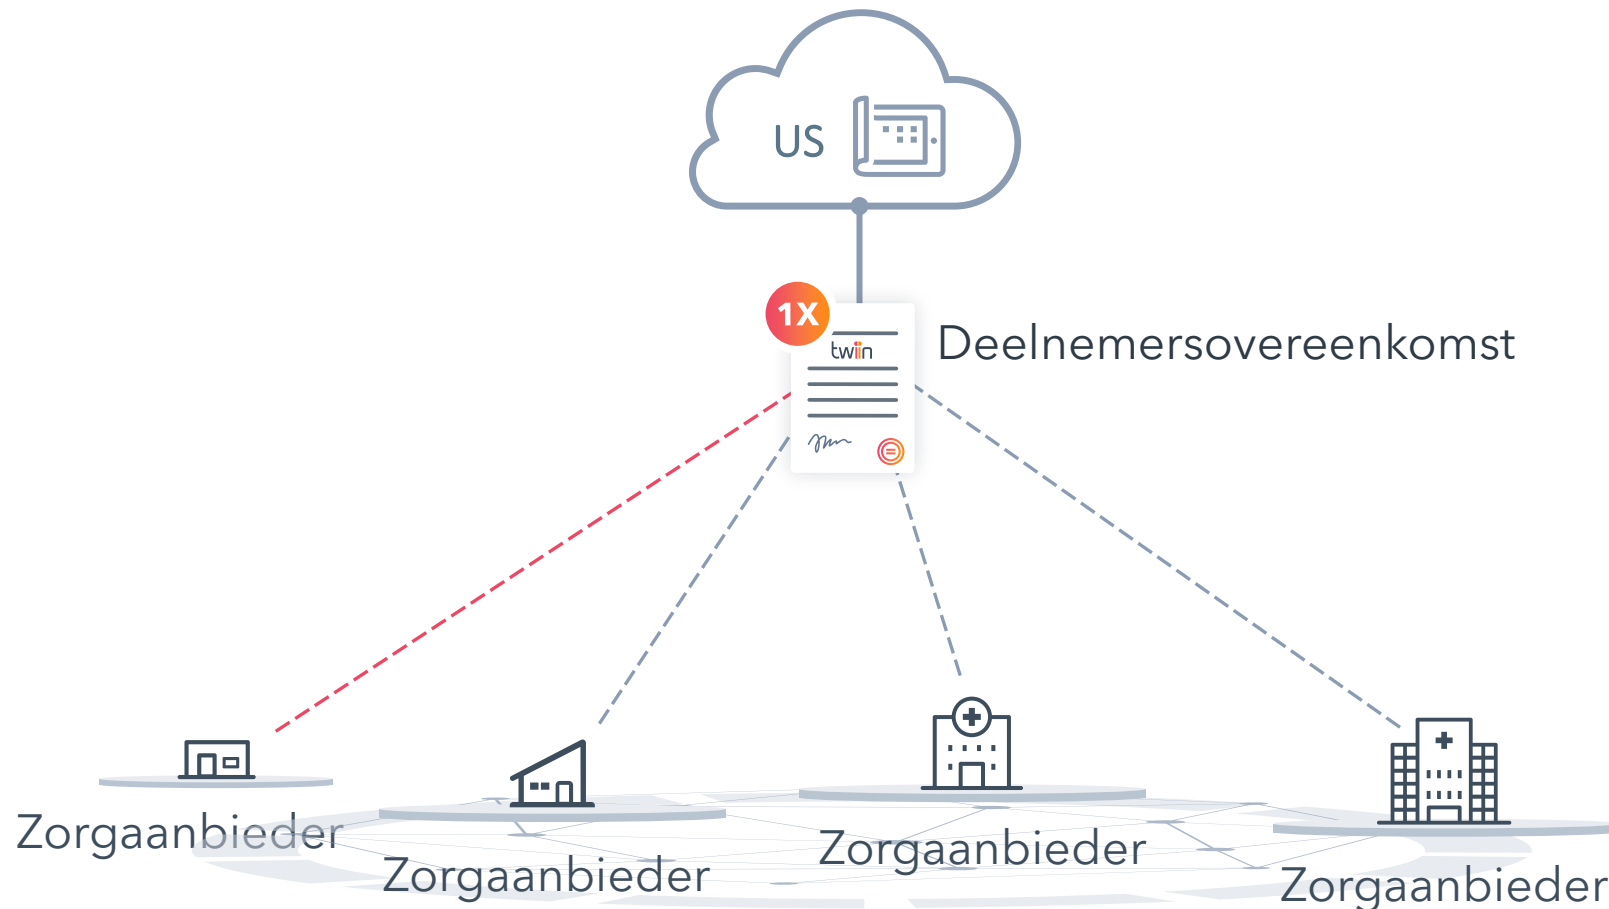 US
1X
twiin
Deelnemersovereenkomst
Zorgaanbieder
Zorgaanbieder
Zorgaanbieder
Zorgaanbieder